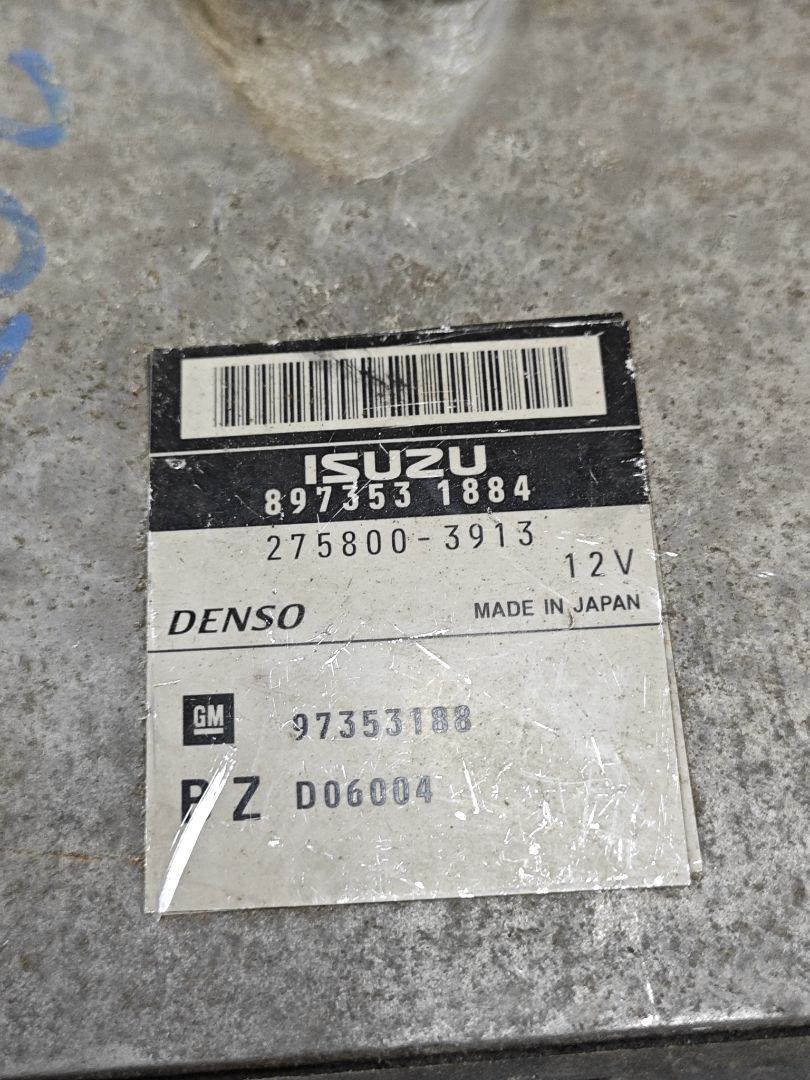 ISUZU
897353 1884
275800-3913
12V
DENSO
MADE IN JAPAN
GM
97353188
Z D06004